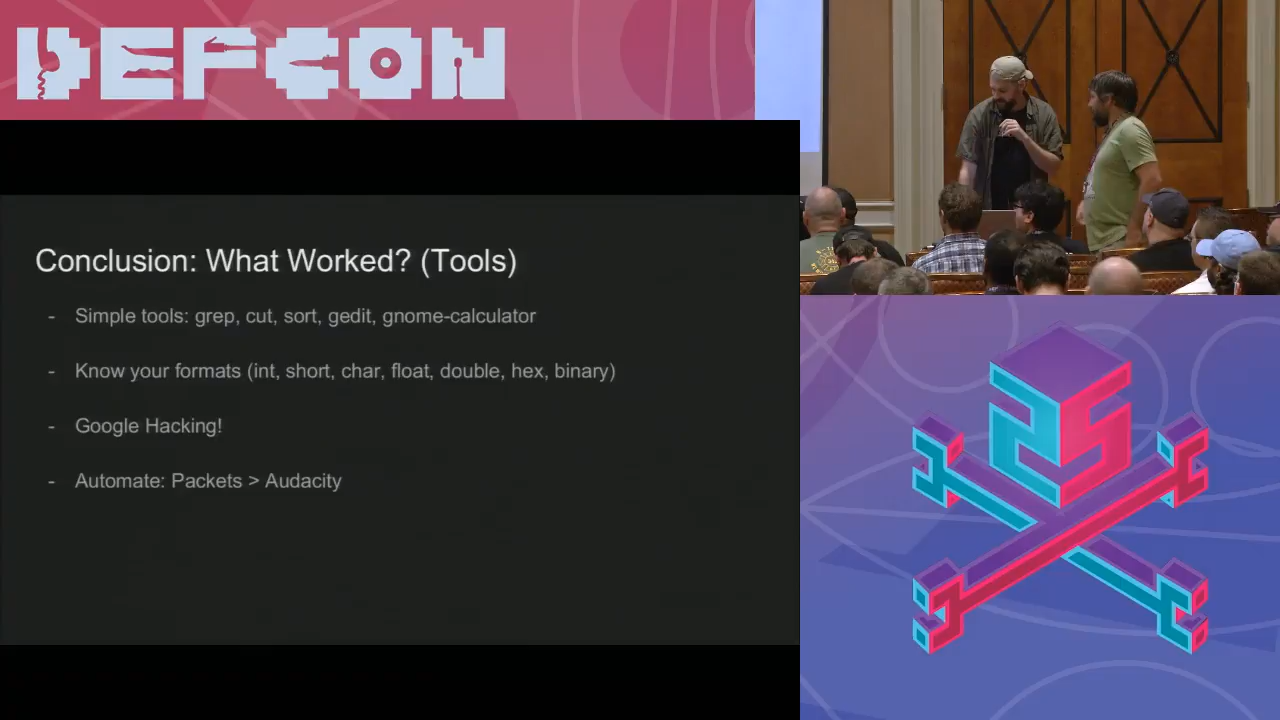 DEFCON
Conclusion: What Worked? (Tools)
- Simple tools: grep, cut, sort, gedit, gnome-calculator
- Know your formats (int, short, char, float, double, hex, binary)
- Google Hacking!
- Automate: Packets > Audacity
25